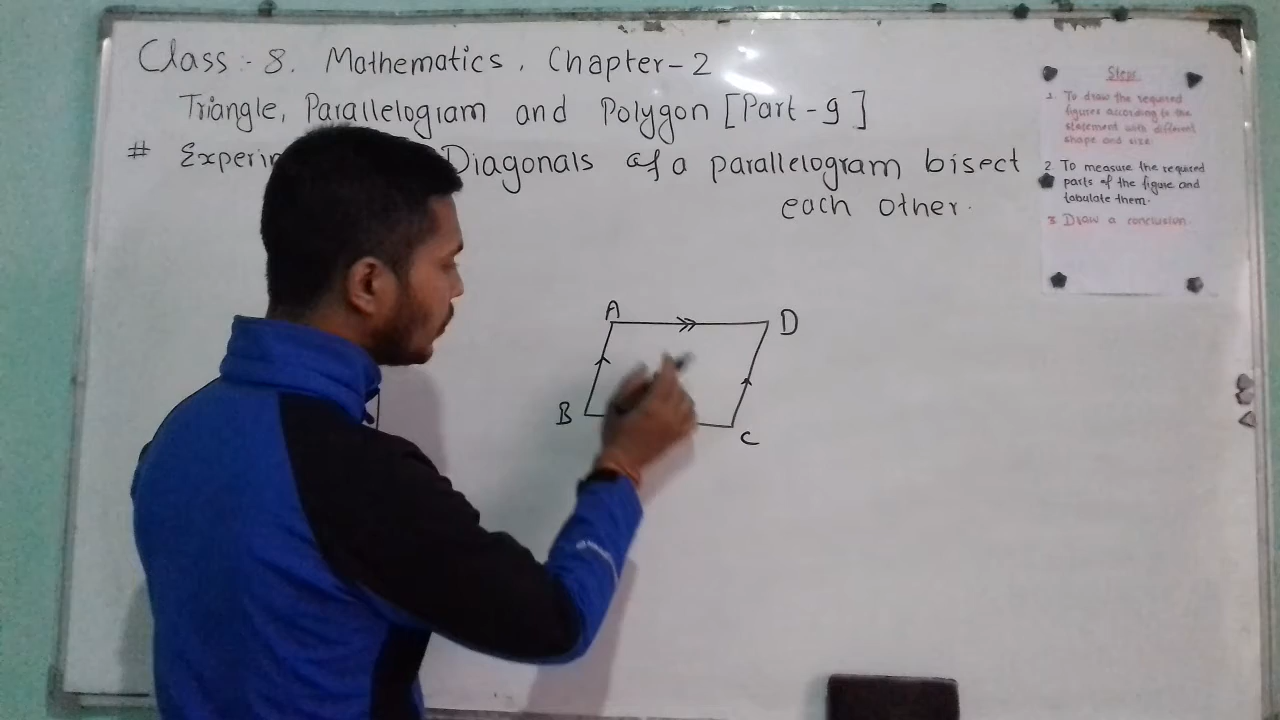 Class :- 8. Mathematics, Chapter-2
Triangle, Parallelogram and Polygon [Part-9]
# Diagonals of a parallelogram bisect
each other.
Steps
1. To draw the required
figures according to the
statement with different
shape and size
2. To measure the required
parts of the figure and
tabulate them.
3. Draw a conclusion.
A D
B C